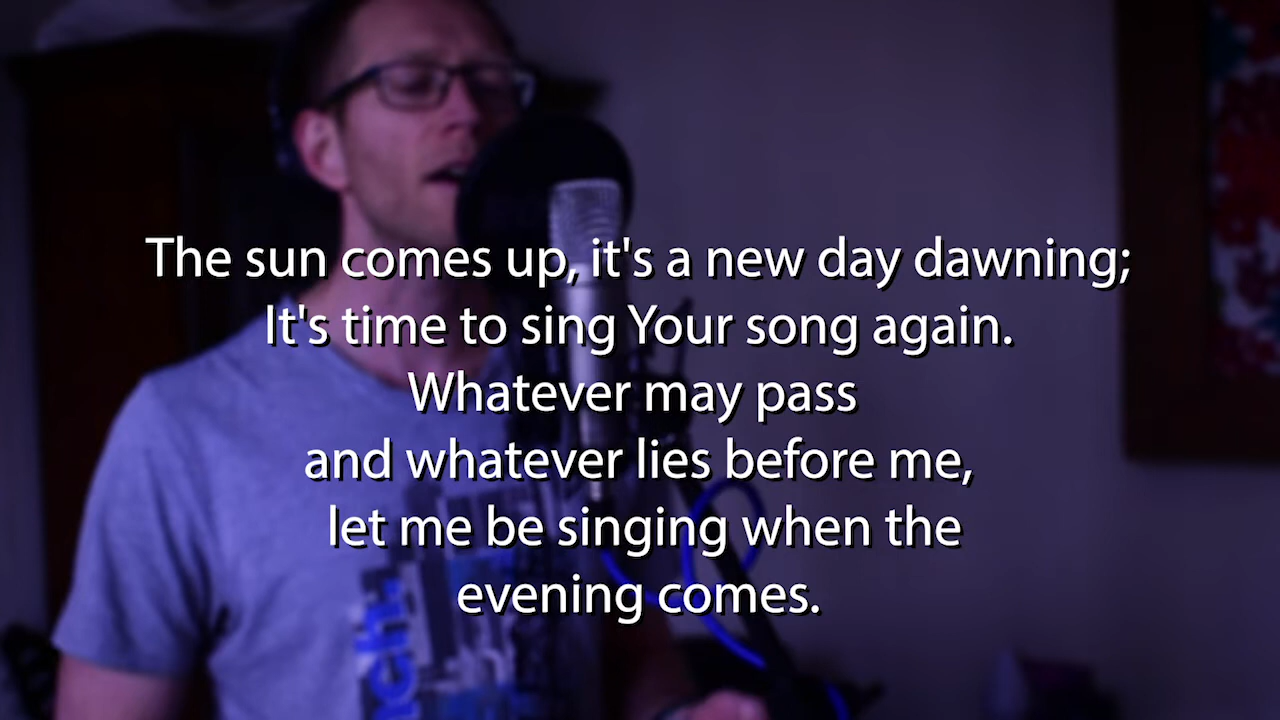 The sun comes up, it's a new day dawning;
It's time to sing Your song again.
Whatever may pass
and whatever lies before me,
let me be singing when the
evening comes.
nch.